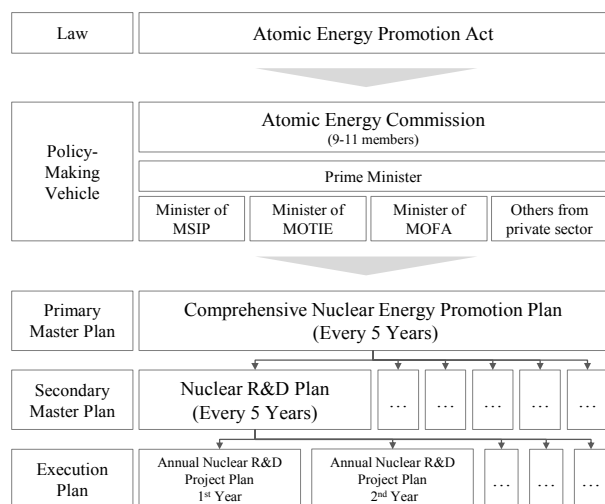 Law
Atomic Energy Promotion Act
Policy-
Making
Vehicle
Atomic Energy Commission
(9-11 members)
Prime Minister
Minister of
MSIP
Minister of
MOTIE
Minister of
MOFA
Others from
private sector
Primary
Master Plan
Comprehensive Nuclear Energy Promotion Plan
(Every 5 Years)
Secondary
Master Plan
Nuclear R&D Plan
(Every 5 Years)
…
…
…
…
…
Execution
Plan
Annual Nuclear R&D
Project Plan
1st Year
Annual Nuclear R&D
Project Plan
2nd Year
…
…
…